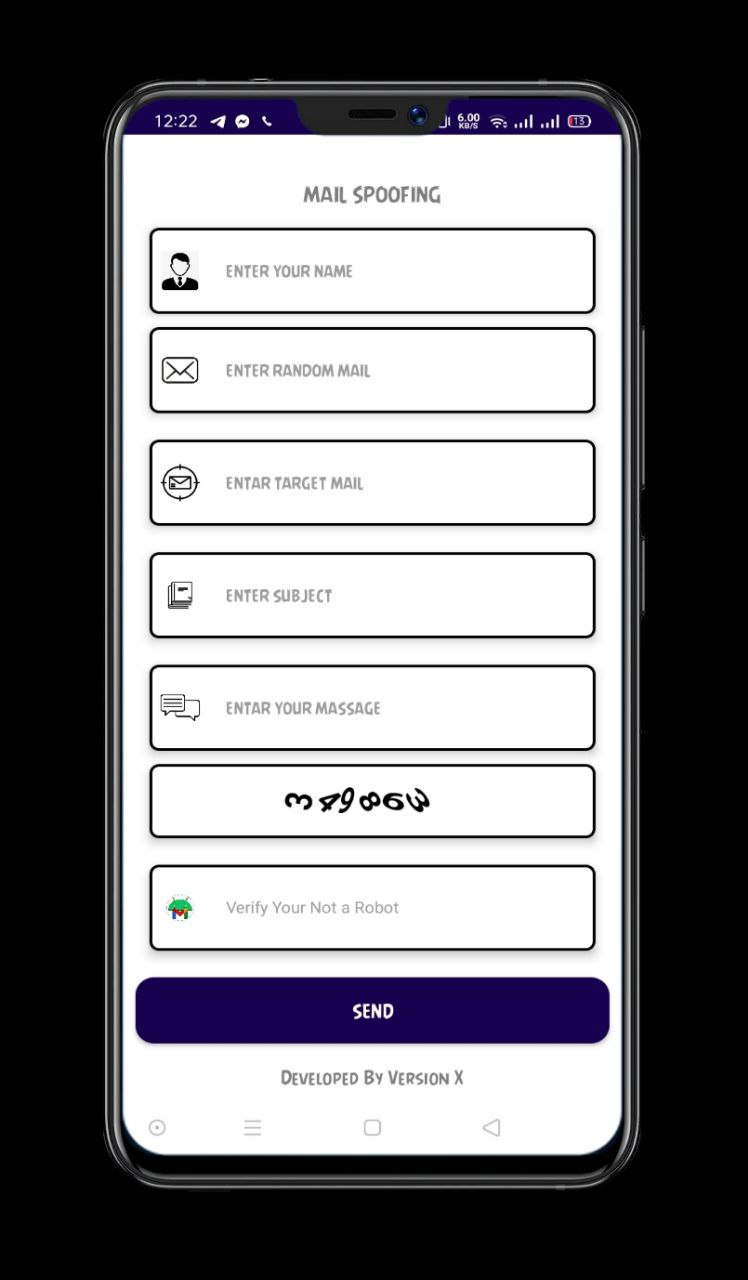 12:22
6.00
KB/S
13
MAIL SPOOFING
ENTER YOUR NAME
ENTER RANDOM MAIL
ENTAR TARGET MAIL
ENTER SUBJECT
ENTAR YOUR MASSAGE
349863
Verify Your Not a Robot
SEND
DEVELOPED BY VERSION X